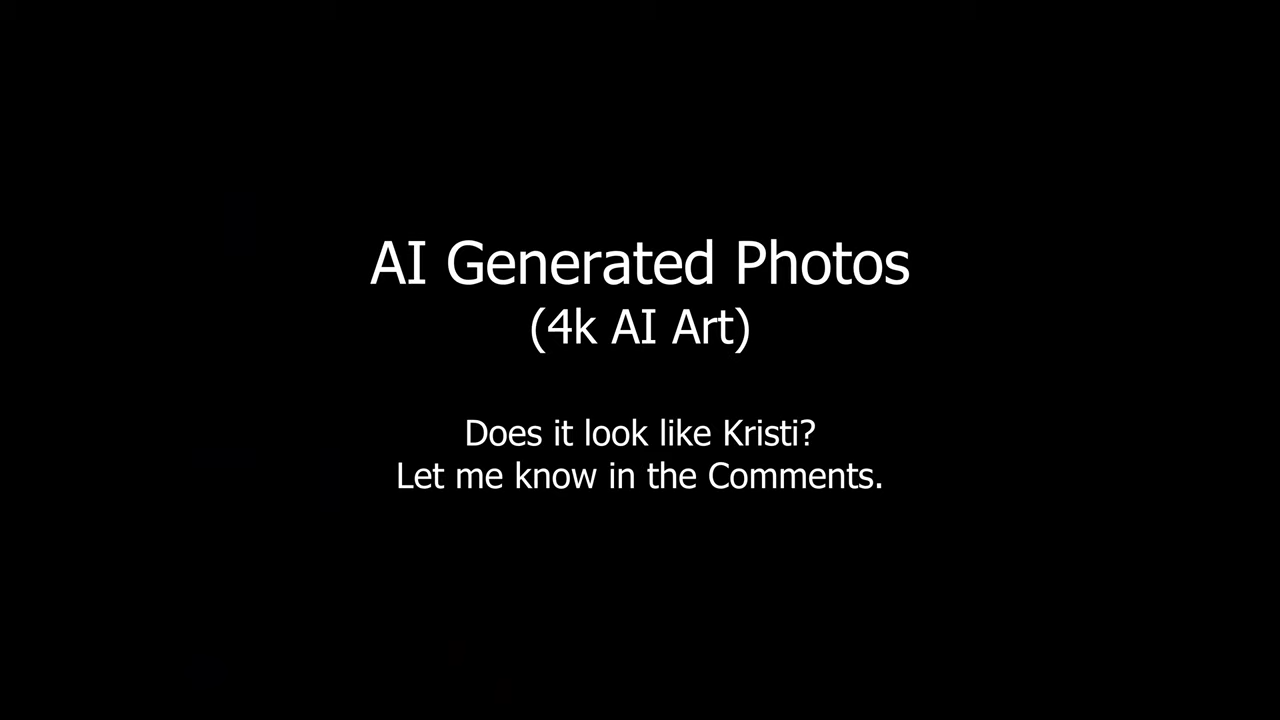 AI Generated Photos
(4k AI Art)
Does it look like Kristi?
Let me know in the Comments.